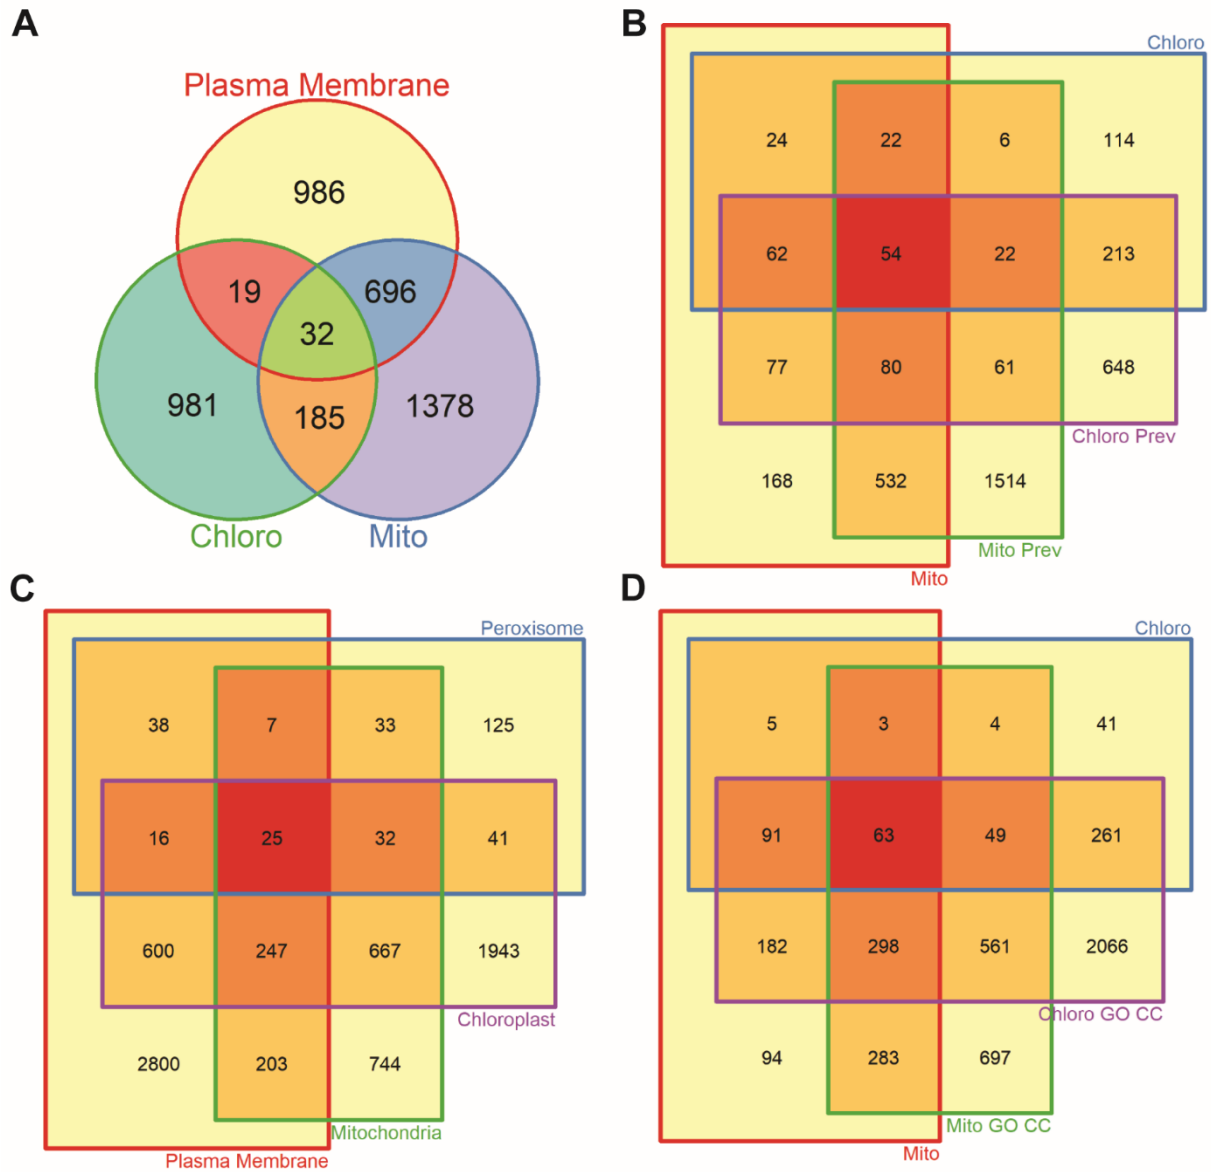 A
Plasma Membrane
986
19
696
32
981
185
1378
Chloro
Mito
B
Chloro
24 22 6 114
62 54 22 213
77 80 61 648
Chloro Prev
168 532 1514
Mito Prev
Mito
C
Peroxisome
38 7 33 125
16 25 32 41
600 247 667 1943
Chloroplast
2800 203 744
Mitochondria
Plasma Membrane
D
Chloro
5 3 4 41
91 63 49 261
182 298 561 2066
Chloro GO CC
94 283 697
Mito GO CC
Mito